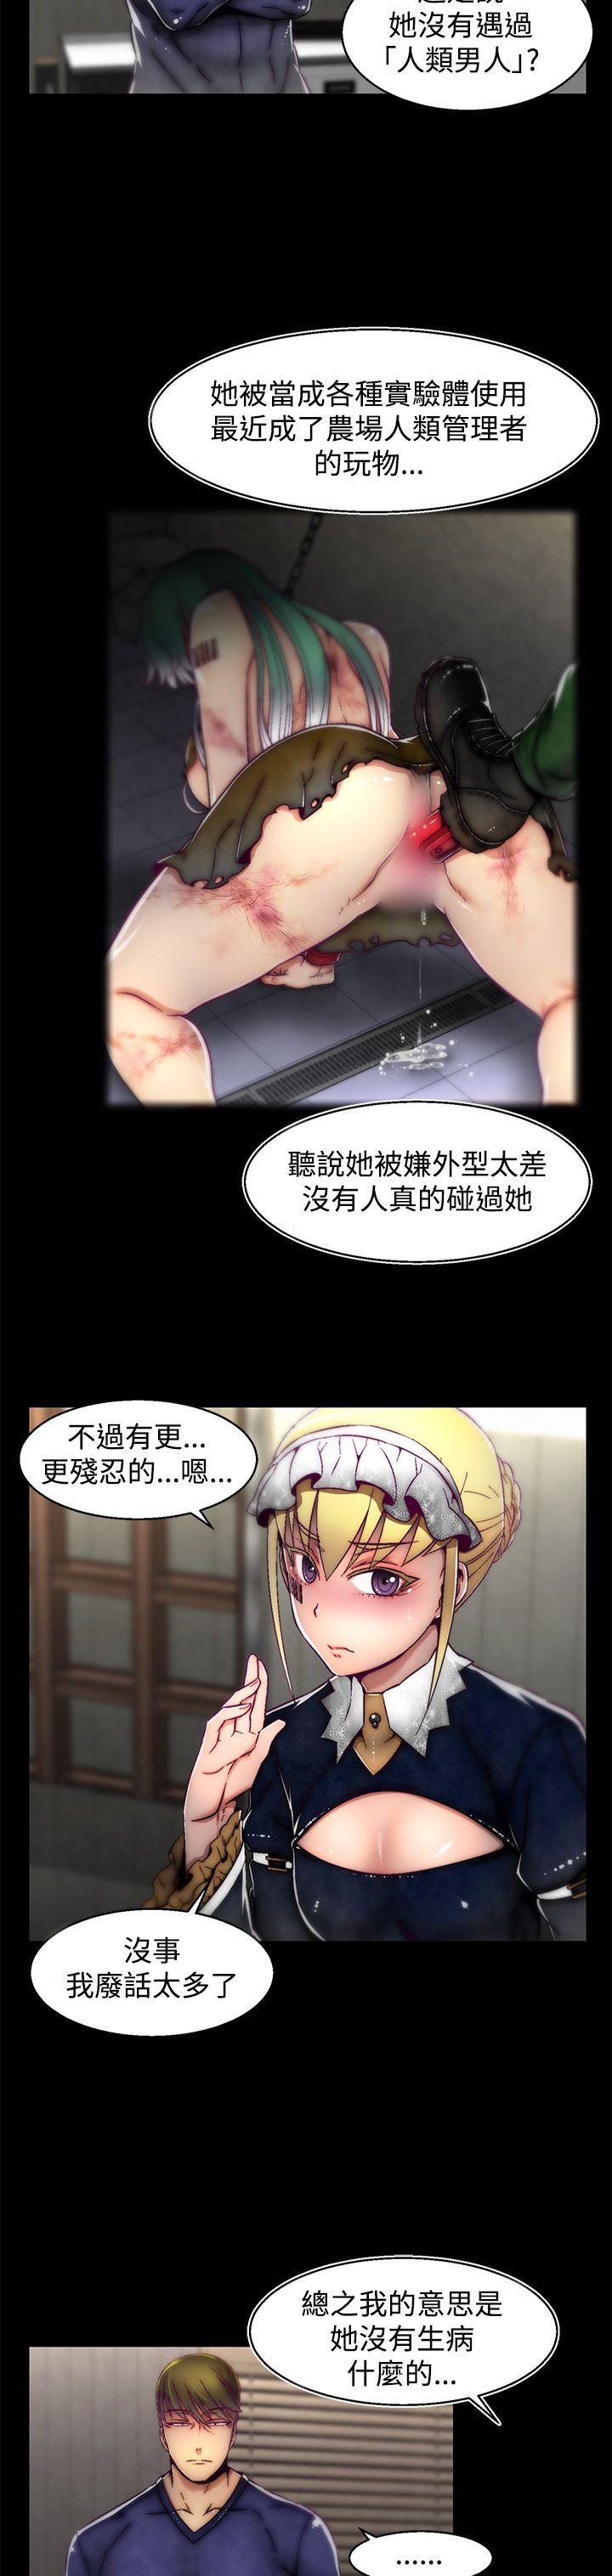 她沒有遇過
「人類男人」?
她被當成各種實驗體使用
最近成了農場人類管理者
的玩物...
聽說她被嫌外型太差
沒有人真的碰過她
不過有更...
更殘忍的...嗯...
沒事
我廢話太多了
總之我的意思是
她沒有生病
什麼的...
......